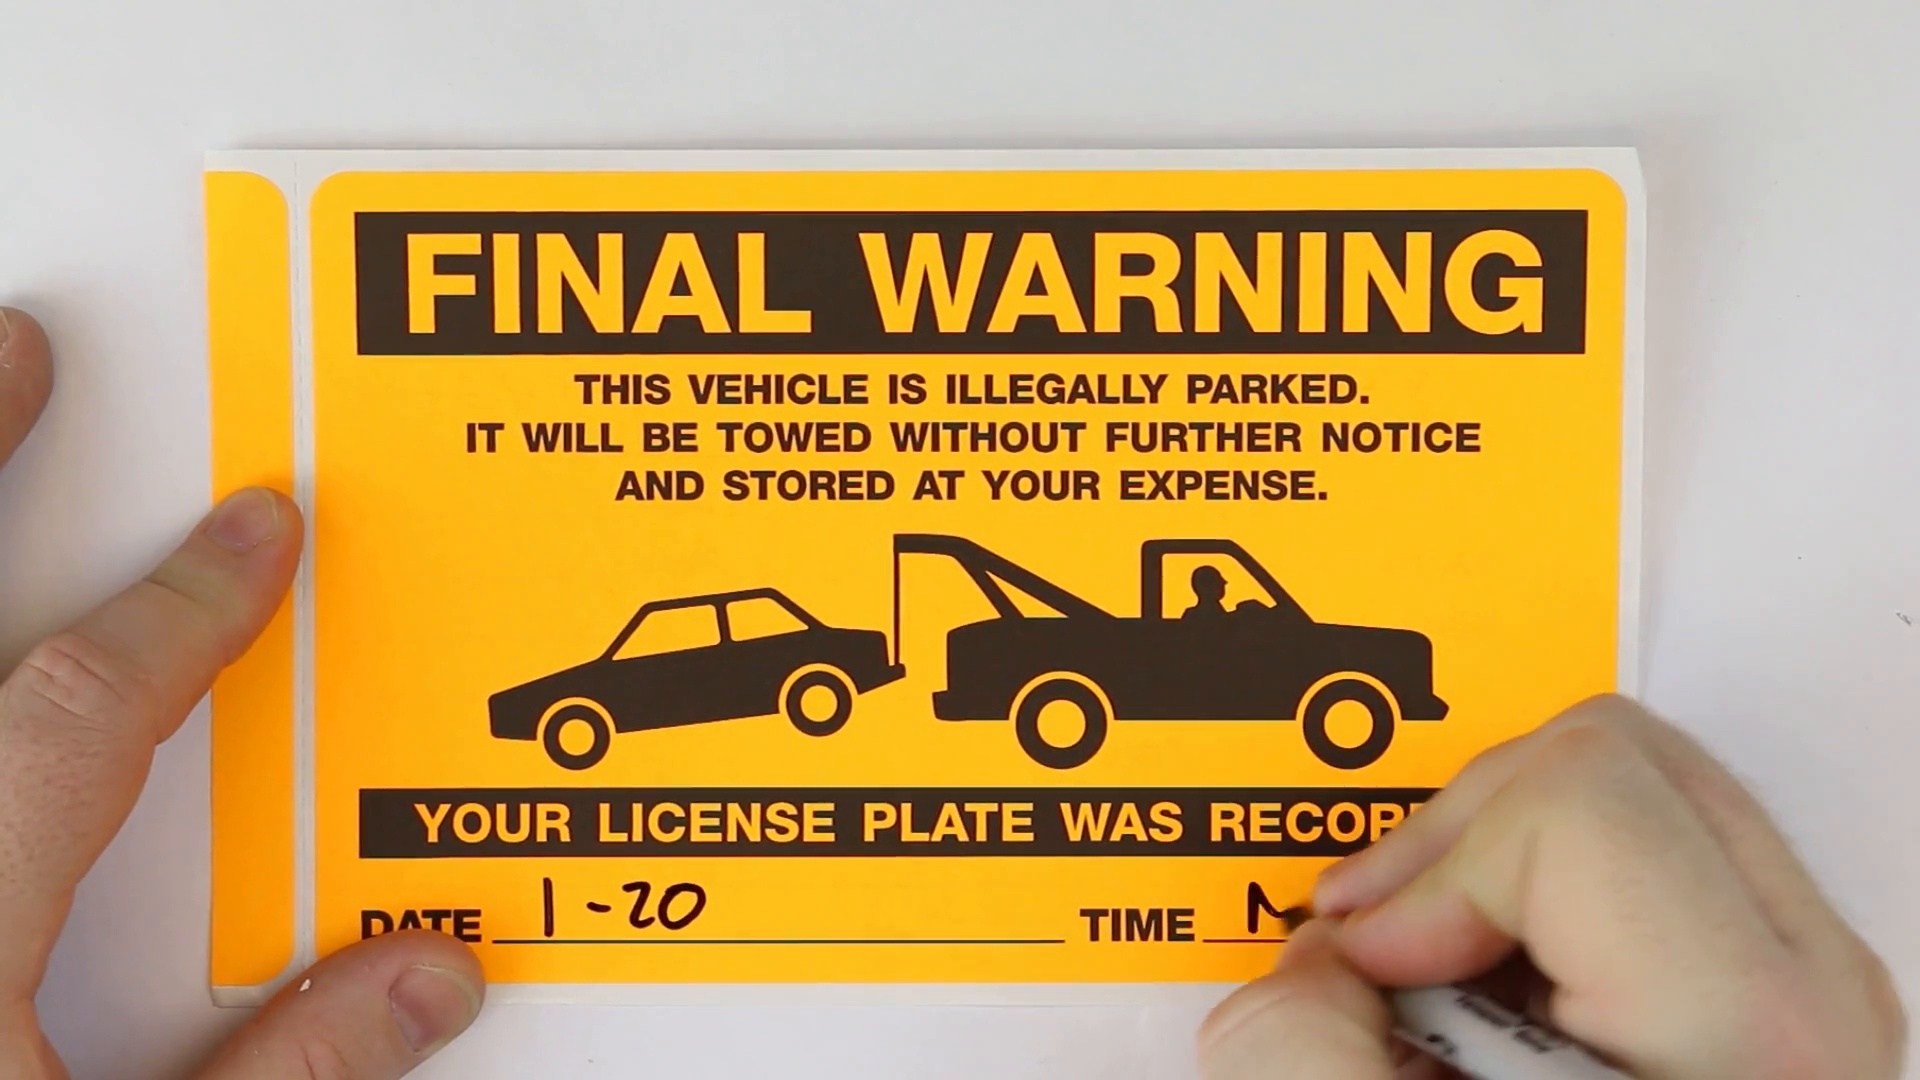 FINAL WARNING
THIS VEHICLE IS ILLEGALLY PARKED.
IT WILL BE TOWED WITHOUT FURTHER NOTICE
AND STORED AT YOUR EXPENSE.
YOUR LICENSE PLATE WAS
DATE 1-20 TIME